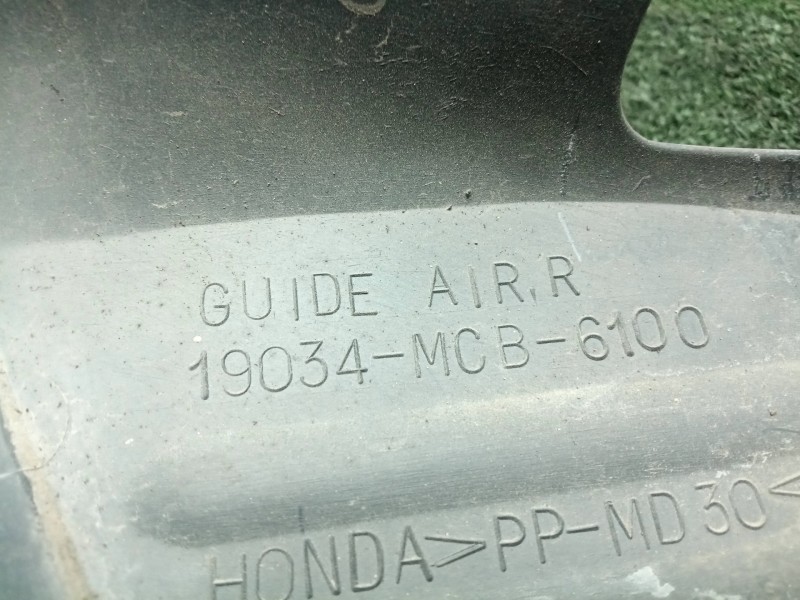 GUIDE AIR,R
19034-MCB-6100
HONDA>PP-MD30<